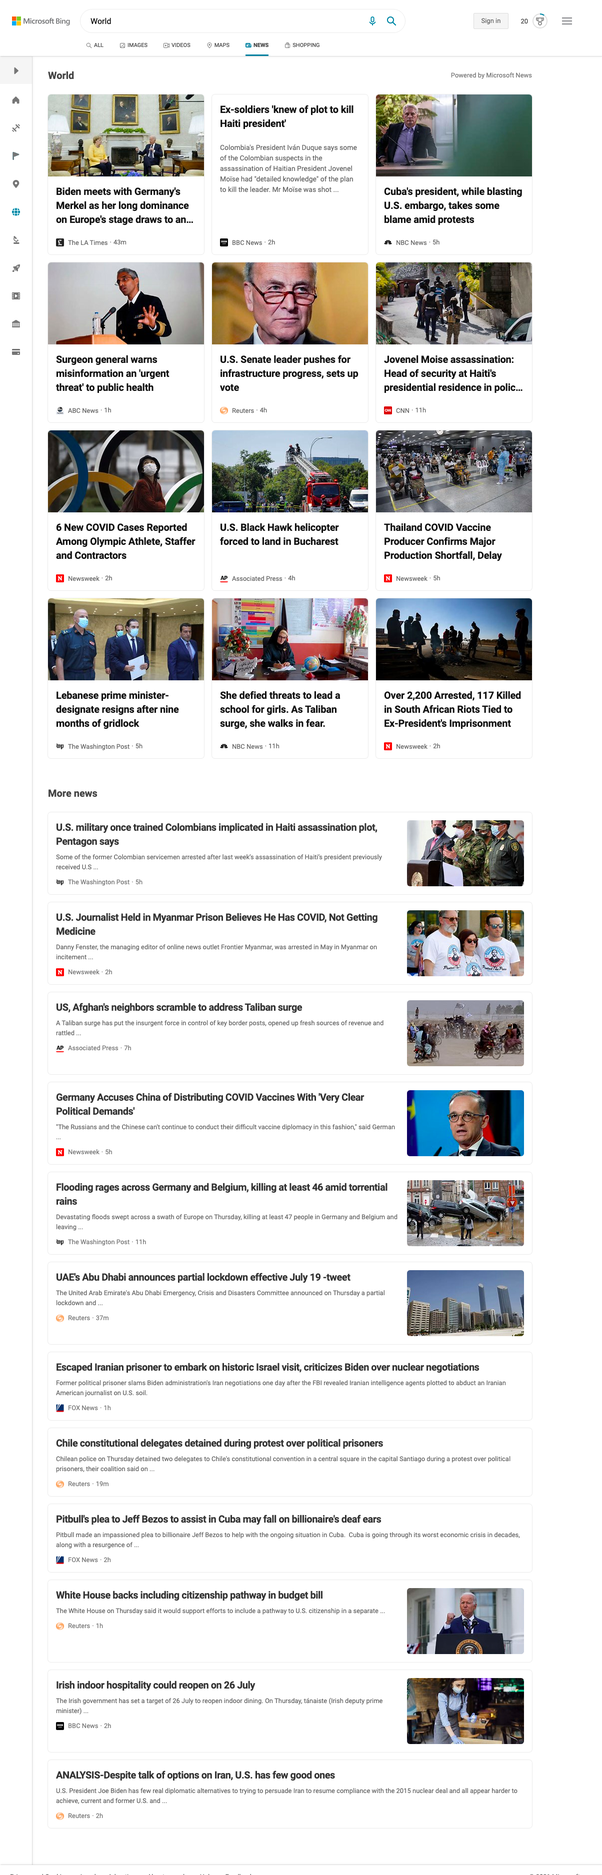 Microsoft Bing
World
Sign in
20
ALL
IMAGES
VIDEOS
MAPS
NEWS
SHOPPING
World
Powered by Microsoft News
Biden meets with Germany's
Merkel as her long dominance
on Europe's stage draws to an...
The LA Times · 43m
Ex-soldiers 'knew of plot to kill
Haiti president'
Colombia's President Iván Duque says some
of the Colombian suspects in the
assassination of Haitian President Jovenel
Moïse had "detailed knowledge" of the plan
to kill the leader. Mr Moïse was shot ...
BBC News · 2h
Cuba's president, while blasting
U.S. embargo, takes some
blame amid protests
NBC News · 5h
Surgeon general warns
misinformation an 'urgent
threat' to public health
ABC News · 1h
U.S. Senate leader pushes for
infrastructure progress, sets up
vote
Reuters · 4h
Jovenel Moise assassination:
Head of security at Haiti's
presidential residence in polic...
CNN · 11h
6 New COVID Cases Reported
Among Olympic Athlete, Staffer
and Contractors
Newsweek · 2h
U.S. Black Hawk helicopter
forced to land in Bucharest
AP Associated Press · 4h
Thailand COVID Vaccine
Producer Confirms Major
Production Shortfall, Delay
Newsweek · 5h
Lebanese prime minister-
designate resigns after nine
months of gridlock
wp The Washington Post · 5h
She defied threats to lead a
school for girls. As Taliban
surge, she walks in fear.
NBC News · 11h
Over 2,200 Arrested, 117 Killed
in South African Riots Tied to
Ex-President's Imprisonment
Newsweek · 2h
More news
U.S. military once trained Colombians implicated in Haiti assassination plot,
Pentagon says
Some of the former Colombian servicemen arrested after last week's assassination of Haiti's president previously
received U.S ...
wp The Washington Post · 5h
U.S. Journalist Held in Myanmar Prison Believes He Has COVID, Not Getting
Medicine
Danny Fenster, the managing editor of online news outlet Frontier Myanmar, was arrested in May in Myanmar on
incitement ...
Newsweek · 2h
US, Afghan's neighbors scramble to address Taliban surge
A Taliban surge has put the insurgent force in control of key border posts, opened up fresh sources of revenue and
rattled ...
AP Associated Press · 7h
Germany Accuses China of Distributing COVID Vaccines With 'Very Clear
Political Demands'
"The Russians and the Chinese can't continue to conduct their difficult vaccine diplomacy in this fashion," said German
...
Newsweek · 5h
Flooding rages across Germany and Belgium, killing at least 46 amid torrential
rains
Devastating floods swept across a swath of Europe on Thursday, killing at least 47 people in Germany and Belgium and
leaving ...
wp The Washington Post · 11h
UAE's Abu Dhabi announces partial lockdown effective July 19 -tweet
The United Arab Emirate's Abu Dhabi Emergency, Crisis and Disasters Committee announced on Thursday a partial
lockdown and ...
Reuters · 37m
Escaped Iranian prisoner to embark on historic Israel visit, criticizes Biden over nuclear negotiations
Former political prisoner slams Biden administration's Iran negotiations one day after the FBI revealed Iranian intelligence agents plotted to abduct an Iranian
American journalist on U.S. soil.
FOX News · 1h
Chile constitutional delegates detained during protest over political prisoners
Chilean police on Thursday detained two delegates to Chile's constitutional convention in a central square in the capital Santiago during a protest over political
prisoners, their coalition said on ...
Reuters · 19m
Pitbull's plea to Jeff Bezos to assist in Cuba may fall on billionaire's deaf ears
Pitbull made an impassioned plea to billionaire Jeff Bezos to help with the ongoing situation in Cuba. Cuba is going through its worst economic crisis in decades,
along with a resurgence of ...
FOX News · 2h
White House backs including citizenship pathway in budget bill
The White House on Thursday said it would support efforts to include a pathway to U.S. citizenship in a separate ...
Reuters · 1h
Irish indoor hospitality could reopen on 26 July
The Irish government has set a target of 26 July to reopen indoor dining. On Thursday, tánaiste (Irish deputy prime
minister) ...
BBC News · 2h
ANALYSIS-Despite talk of options on Iran, U.S. has few good ones
U.S. President Joe Biden has few real diplomatic alternatives to trying to persuade Iran to resume compliance with the 2015 nuclear deal and all appear harder to
achieve, current and former U.S. and ...
Reuters · 2h